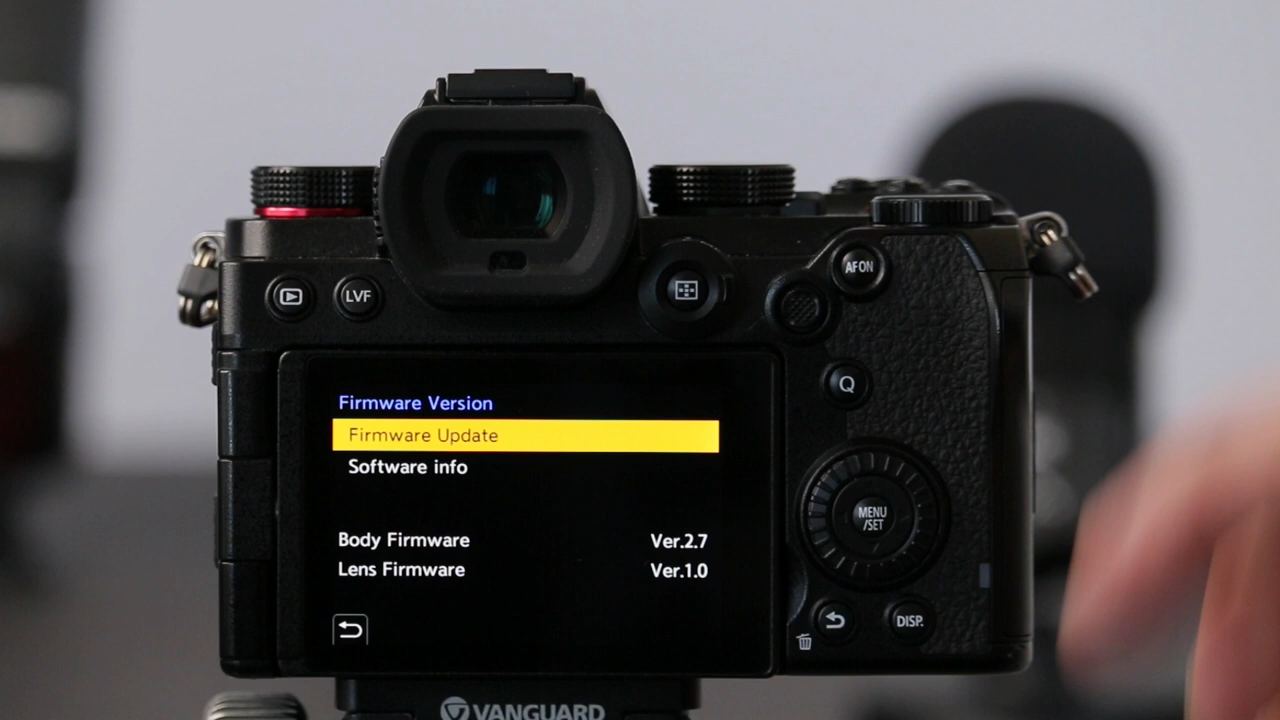 LVF
AF ON
Q
Firmware Version
Firmware Update
Software info
Body Firmware Ver.2.7
Lens Firmware Ver.1.0
MENU
/SET
DISP.
VANGUARD